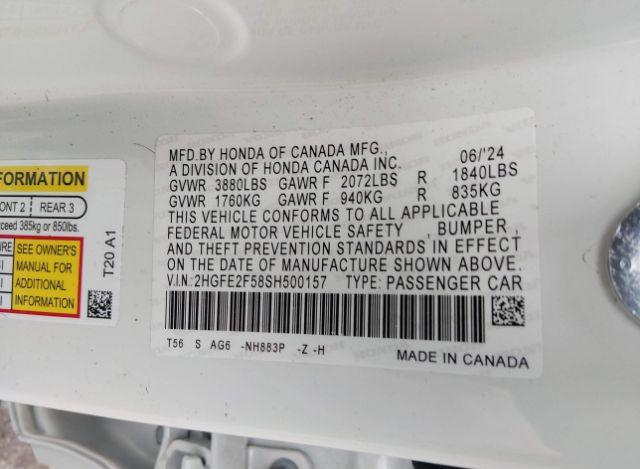 MFD.BY HONDA OF CANADA MFG.,
A DIVISION OF HONDA CANADA INC. 06/'24
GVWR 3880LBS GAWR F 2072LBS R 1840LBS
GVWR 1760KG GAWR F 940KG R 835KG
THIS VEHICLE CONFORMS TO ALL APPLICABLE
FEDERAL MOTOR VEHICLE SAFETY , BUMPER ,
AND THEFT PREVENTION STANDARDS IN EFFECT
ON THE DATE OF MANUFACTURE SHOWN ABOVE.
V.I.N.:2HGFE2F58SH500157 TYPE: PASSENGER CAR
T56 S AG6 -NH883P -Z -H
MADE IN CANADA
FORMATION
ONT 2 REAR 3
exceed 385kg or 850lbs.
SEE OWNER'S
MANUAL FOR
ADDITIONAL
INFORMATION
T20 A1